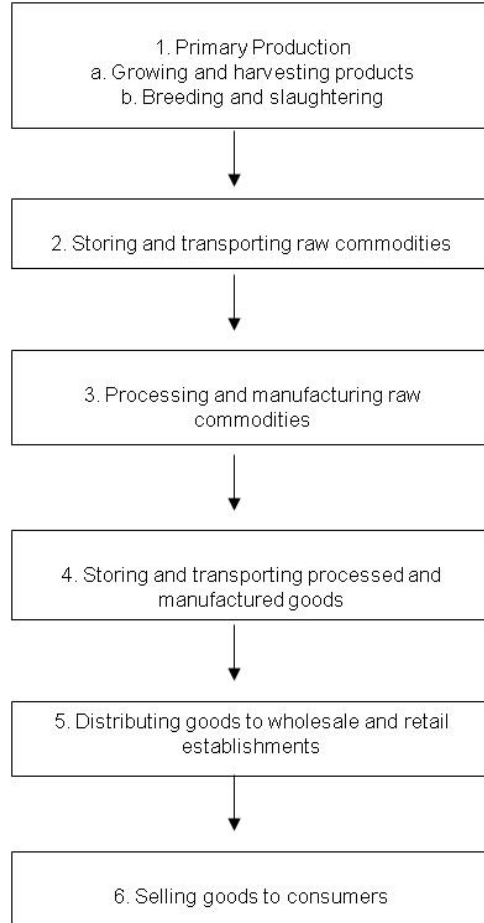 1. Primary Production
a. Growing and harvesting products
b. Breeding and slaughtering
2. Storing and transporting raw commodities
3. Processing and manufacturing raw
commodities
4. Storing and transporting processed and
manufactured goods
5. Distributing goods to wholesale and retail
establishments
6. Selling goods to consumers